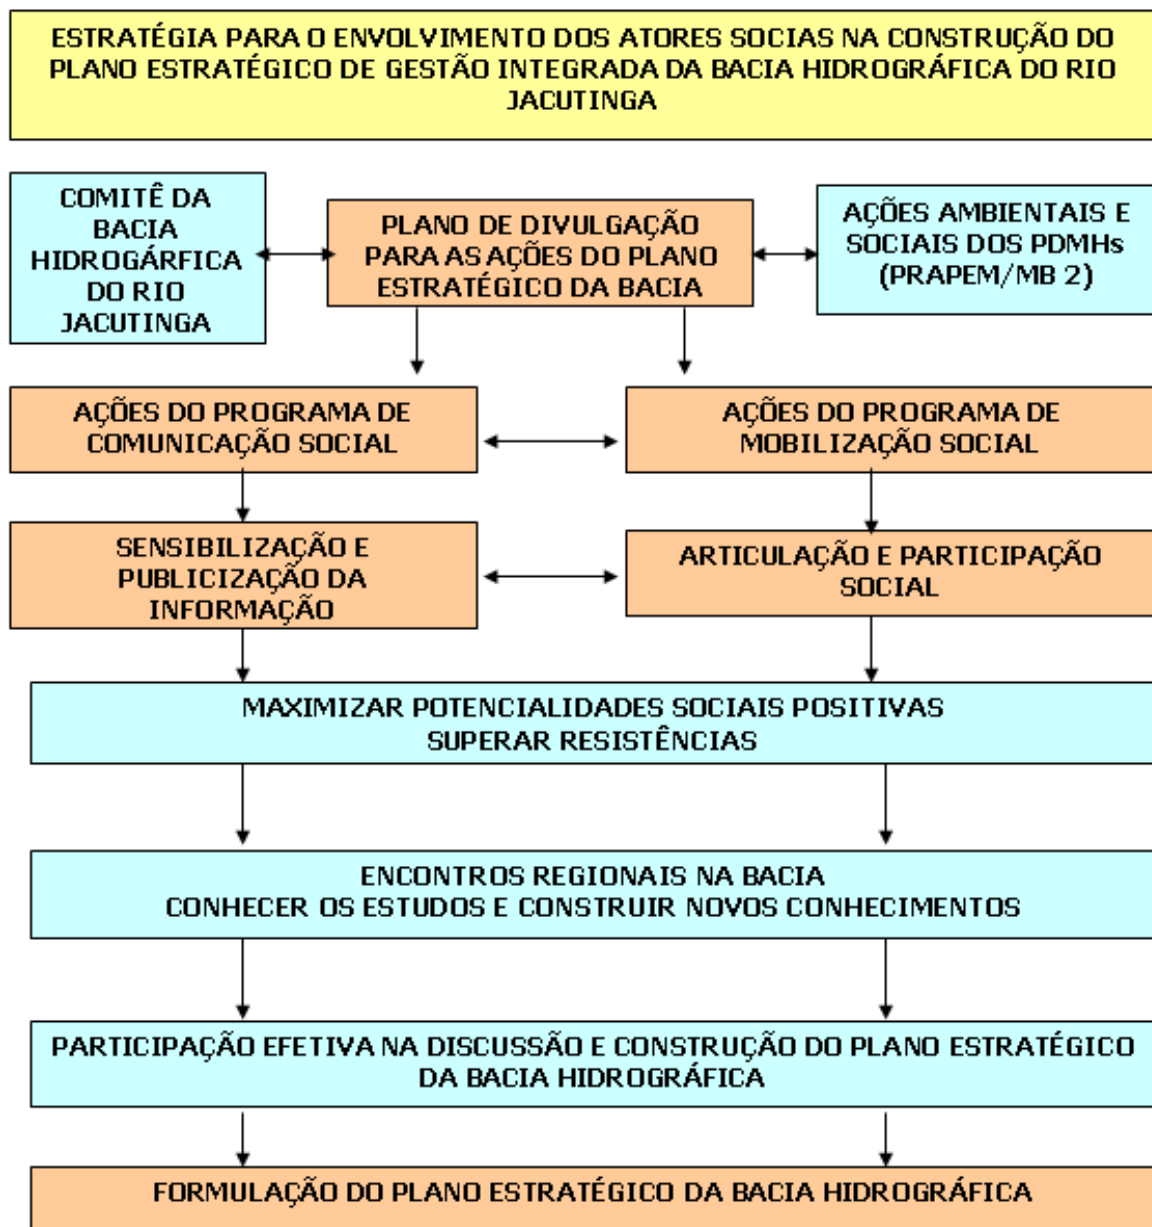 ESTRATÉGIA PARA O ENVOLVIMENTO DOS ATORES SOCIAS NA CONSTRUÇÃO DO
PLANO ESTRATÉGICO DE GESTÃO INTEGRADA DA BACIA HIDROGRÁFICA DO RIO
JACUTINGA
COMITÊ DA
BACIA
HIDROGÁRFICA
DO RIO
JACUTINGA
PLANO DE DIVULGAÇÃO
PARA AS AÇÕES DO PLANO
ESTRATÉGICO DA BACIA
AÇÕES AMBIENTAIS E
SOCIAIS DOS PDMHs
(PRAPEM/MB 2)
AÇÕES DO PROGRAMA DE
COMUNICAÇÃO SOCIAL
AÇÕES DO PROGRAMA DE
MOBILIZAÇÃO SOCIAL
SENSIBILIZAÇÃO E
PUBLICIZAÇÃO DA
INFORMAÇÃO
ARTICULAÇÃO E PARTICIPAÇÃO
SOCIAL
MAXIMIZAR POTENCIALIDADES SOCIAIS POSITIVAS
SUPERAR RESISTÊNCIAS
ENCONTROS REGIONAIS NA BACIA
CONHECER OS ESTUDOS E CONSTRUIR NOVOS CONHECIMENTOS
PARTICIPAÇÃO EFETIVA NA DISCUSSÃO E CONSTRUÇÃO DO PLANO ESTRATÉGICO
DA BACIA HIDROGRÁFICA
FORMULAÇÃO DO PLANO ESTRATÉGICO DA BACIA HIDROGRÁFICA